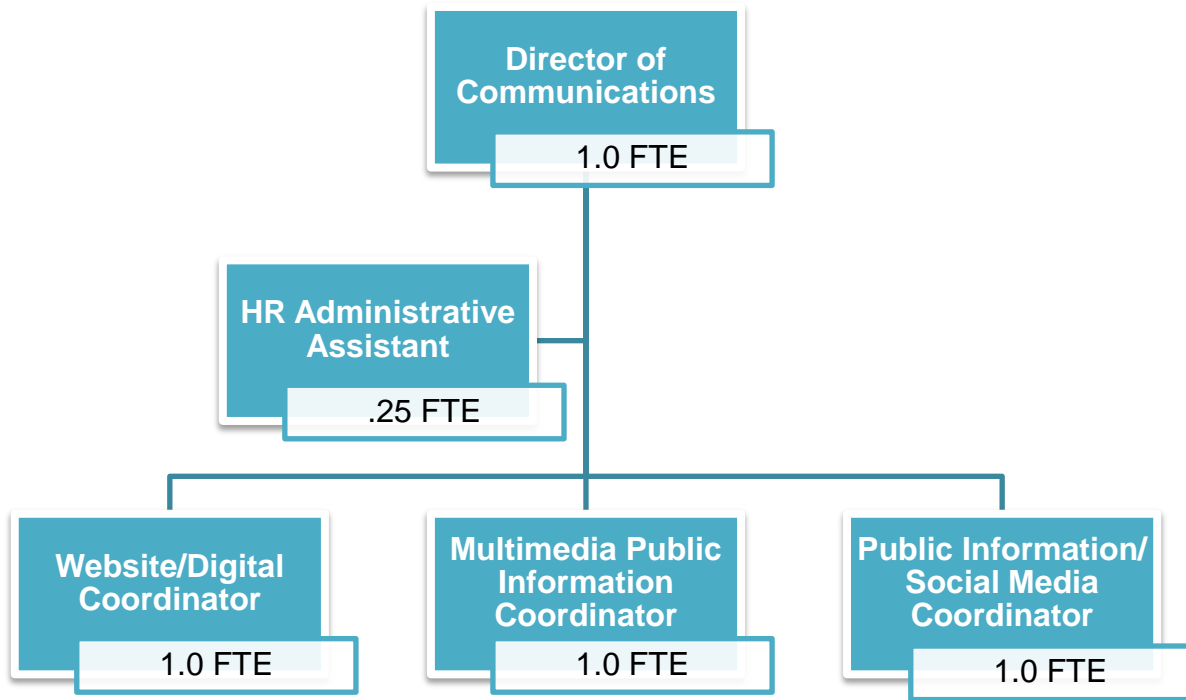 Director of
Communications
1.0 FTE
HR Administrative
Assistant
.25 FTE
Website/Digital
Coordinator
1.0 FTE
Multimedia Public
Information
Coordinator
1.0 FTE
Public Information/
Social Media
Coordinator
1.0 FTE